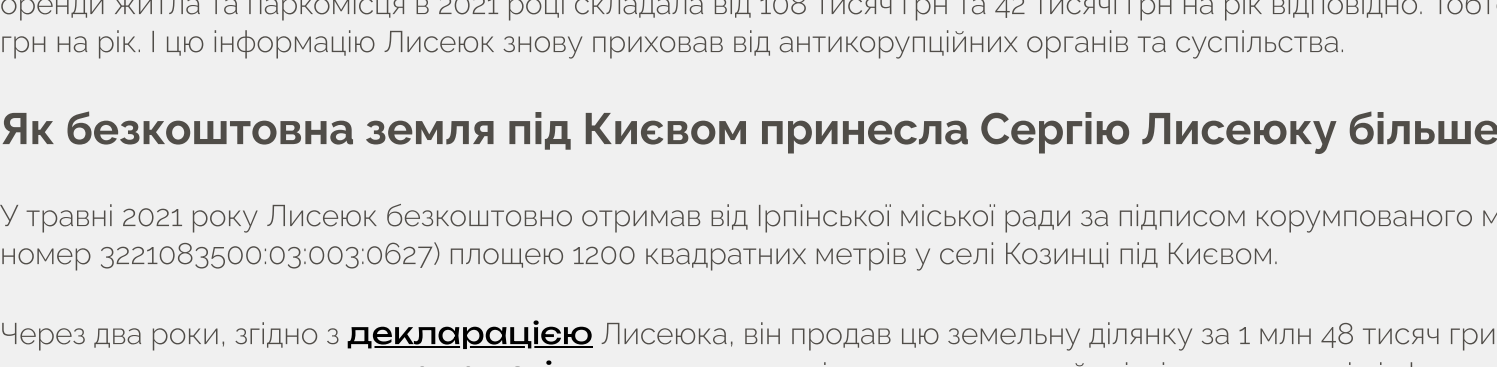 оренди житла та паркомісця в 2021 році складала від 108 тисяч грн та 42 тисячі грн на рік відповідно. Тобто
грн на рік. І цю інформацію Лисеюк знову приховав від антикорупційних органів та суспільства.
Як безкоштовна земля під Києвом принесла Сергію Лисеюку більше
У травні 2021 року Лисеюк безкоштовно отримав від Ірпінської міської ради за підписом корумпованого м
номер 3221083500:03:003:0627) площею 1200 квадратних метрів у селі Козинці під Києвом.
Через два роки, згідно з декларацією Лисеюка, він продав цю земельну ділянку за 1 млн 48 тисяч гри